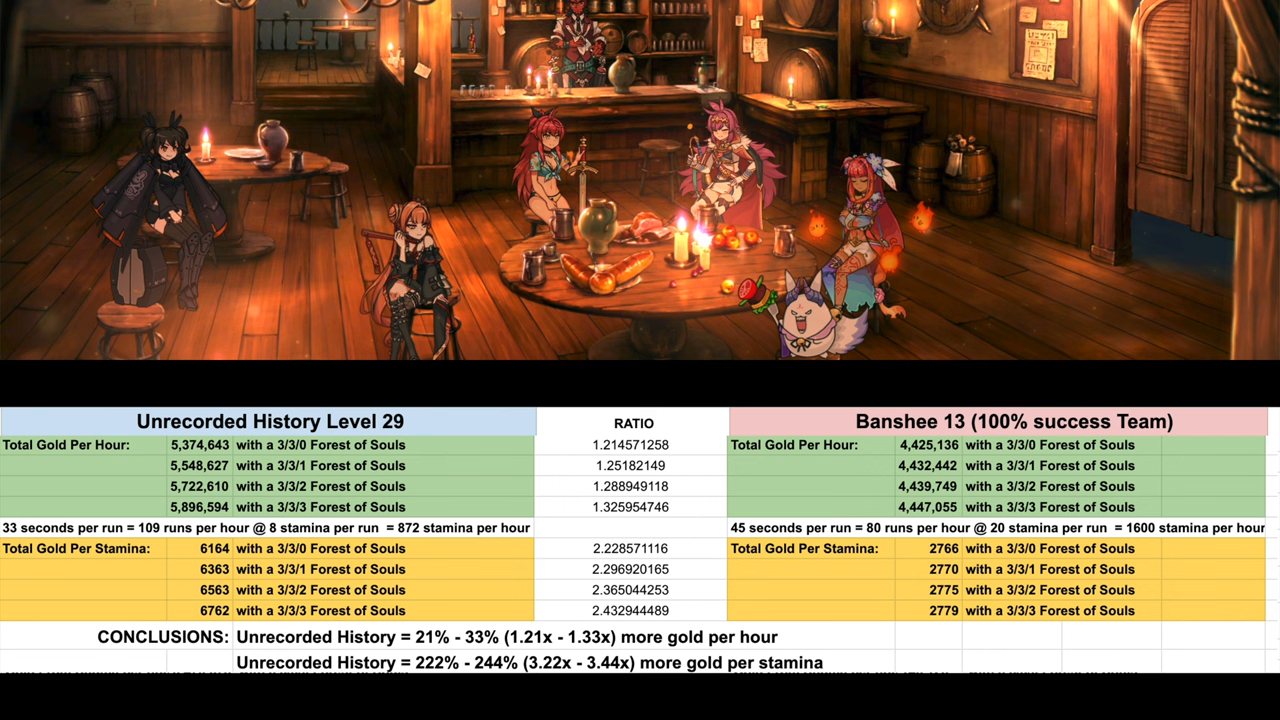 Unrecorded History Level 29 RATIO Banshee 13 (100% success Team)
Total Gold Per Hour: 5,374,643 with a 3/3/0 Forest of Souls 1.214571258 Total Gold Per Hour: 4,425,136 with a 3/3/0 Forest of Souls
5,548,627 with a 3/3/1 Forest of Souls 1.25182149 4,432,442 with a 3/3/1 Forest of Souls
5,722,610 with a 3/3/2 Forest of Souls 1.288949118 4,439,749 with a 3/3/2 Forest of Souls
5,896,594 with a 3/3/3 Forest of Souls 1.325954746 4,447,055 with a 3/3/3 Forest of Souls
33 seconds per run = 109 runs per hour @ 8 stamina per run = 872 stamina per hour 45 seconds per run = 80 runs per hour @ 20 stamina per run = 1600 stamina per hour
Total Gold Per Stamina: 6164 with a 3/3/0 Forest of Souls 2.228571116 Total Gold Per Stamina: 2766 with a 3/3/0 Forest of Souls
6363 with a 3/3/1 Forest of Souls 2.296920165 2770 with a 3/3/1 Forest of Souls
6563 with a 3/3/2 Forest of Souls 2.365044253 2775 with a 3/3/2 Forest of Souls
6762 with a 3/3/3 Forest of Souls 2.432944489 2779 with a 3/3/3 Forest of Souls
CONCLUSIONS: Unrecorded History = 21% - 33% (1.21x - 1.33x) more gold per hour
Unrecorded History = 222% - 244% (3.22x - 3.44x) more gold per stamina